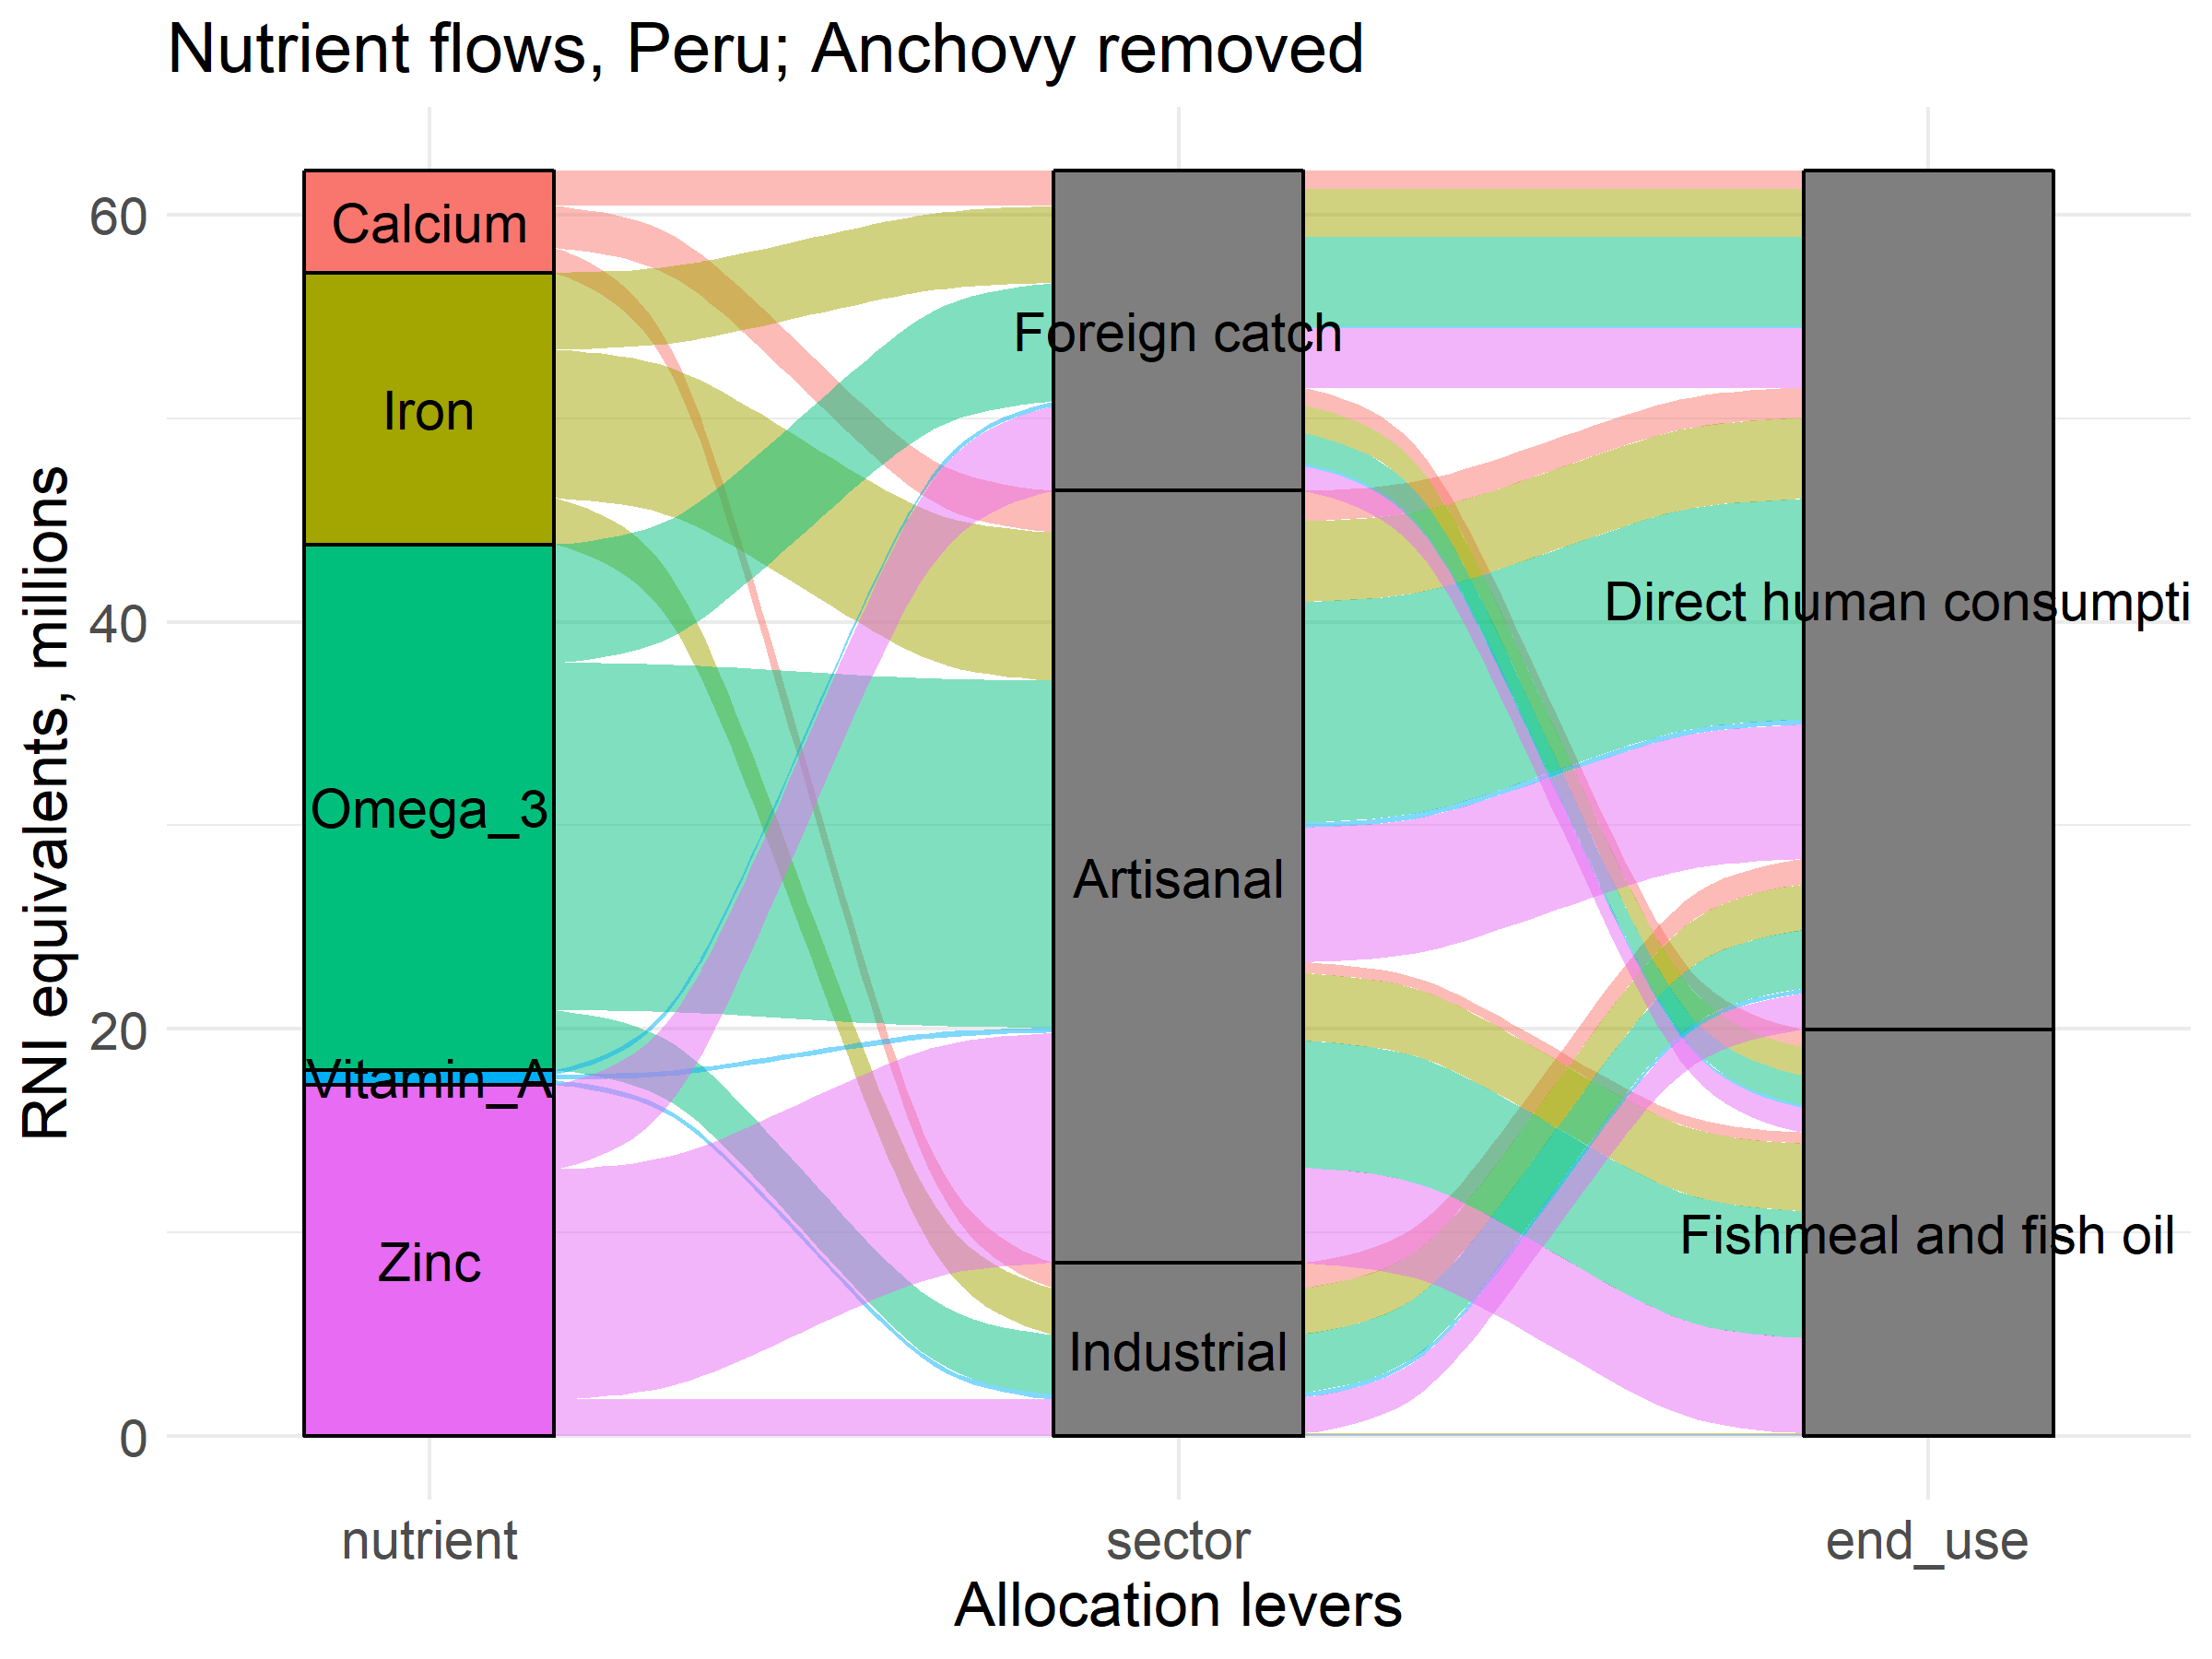 Nutrient flows, Peru; Anchovy removed
RNI equivalents, millions
60
40
20
0
Calcium
Iron
Omega_3
Vitamin_A
Zinc
Foreign catch
Artisanal
Industrial
Direct human consumpti
Fishmeal and fish oil
nutrient
sector
end_use
Allocation levers